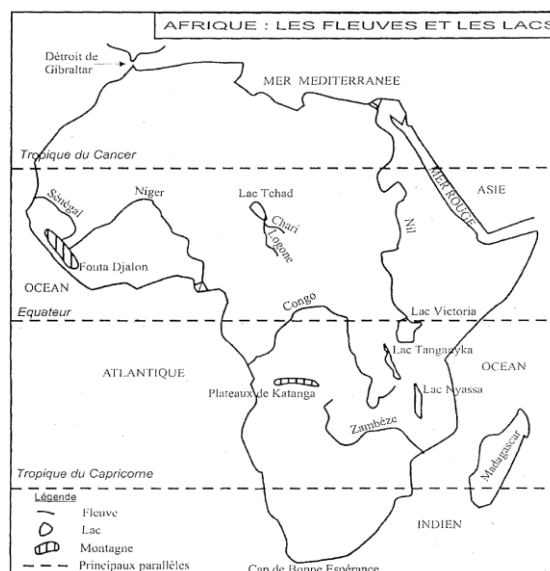 AFRIQUE : LES FLEUVES ET LES LACS
Détroit de
Gibraltar
MER MEDITERRANEE
Tropique du Cancer
ASIE
MER ROUGE
Sénégal
Niger
Lac Tchad
Chari
Logone
Nil
Fouta Djalon
OCEAN
Congo
Lac Victoria
Equateur
Lac Tanganyka
OCEAN
ATLANTIQUE
Plateaux de Katanga
Lac Nyassa
Zambèze
Madagascar
Tropique du Capricorne
Légende
Fleuve
Lac
Montagne
Principaux parallèles
INDIEN
Cap de Bonne Espérance